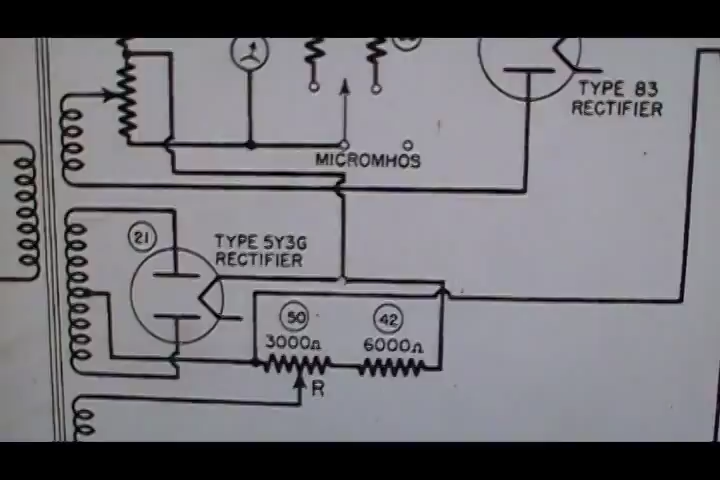 TYPE 83
RECTIFIER
MICROMHOS
21
TYPE 5Y3G
RECTIFIER
50
42
3000Ω
6000Ω
R